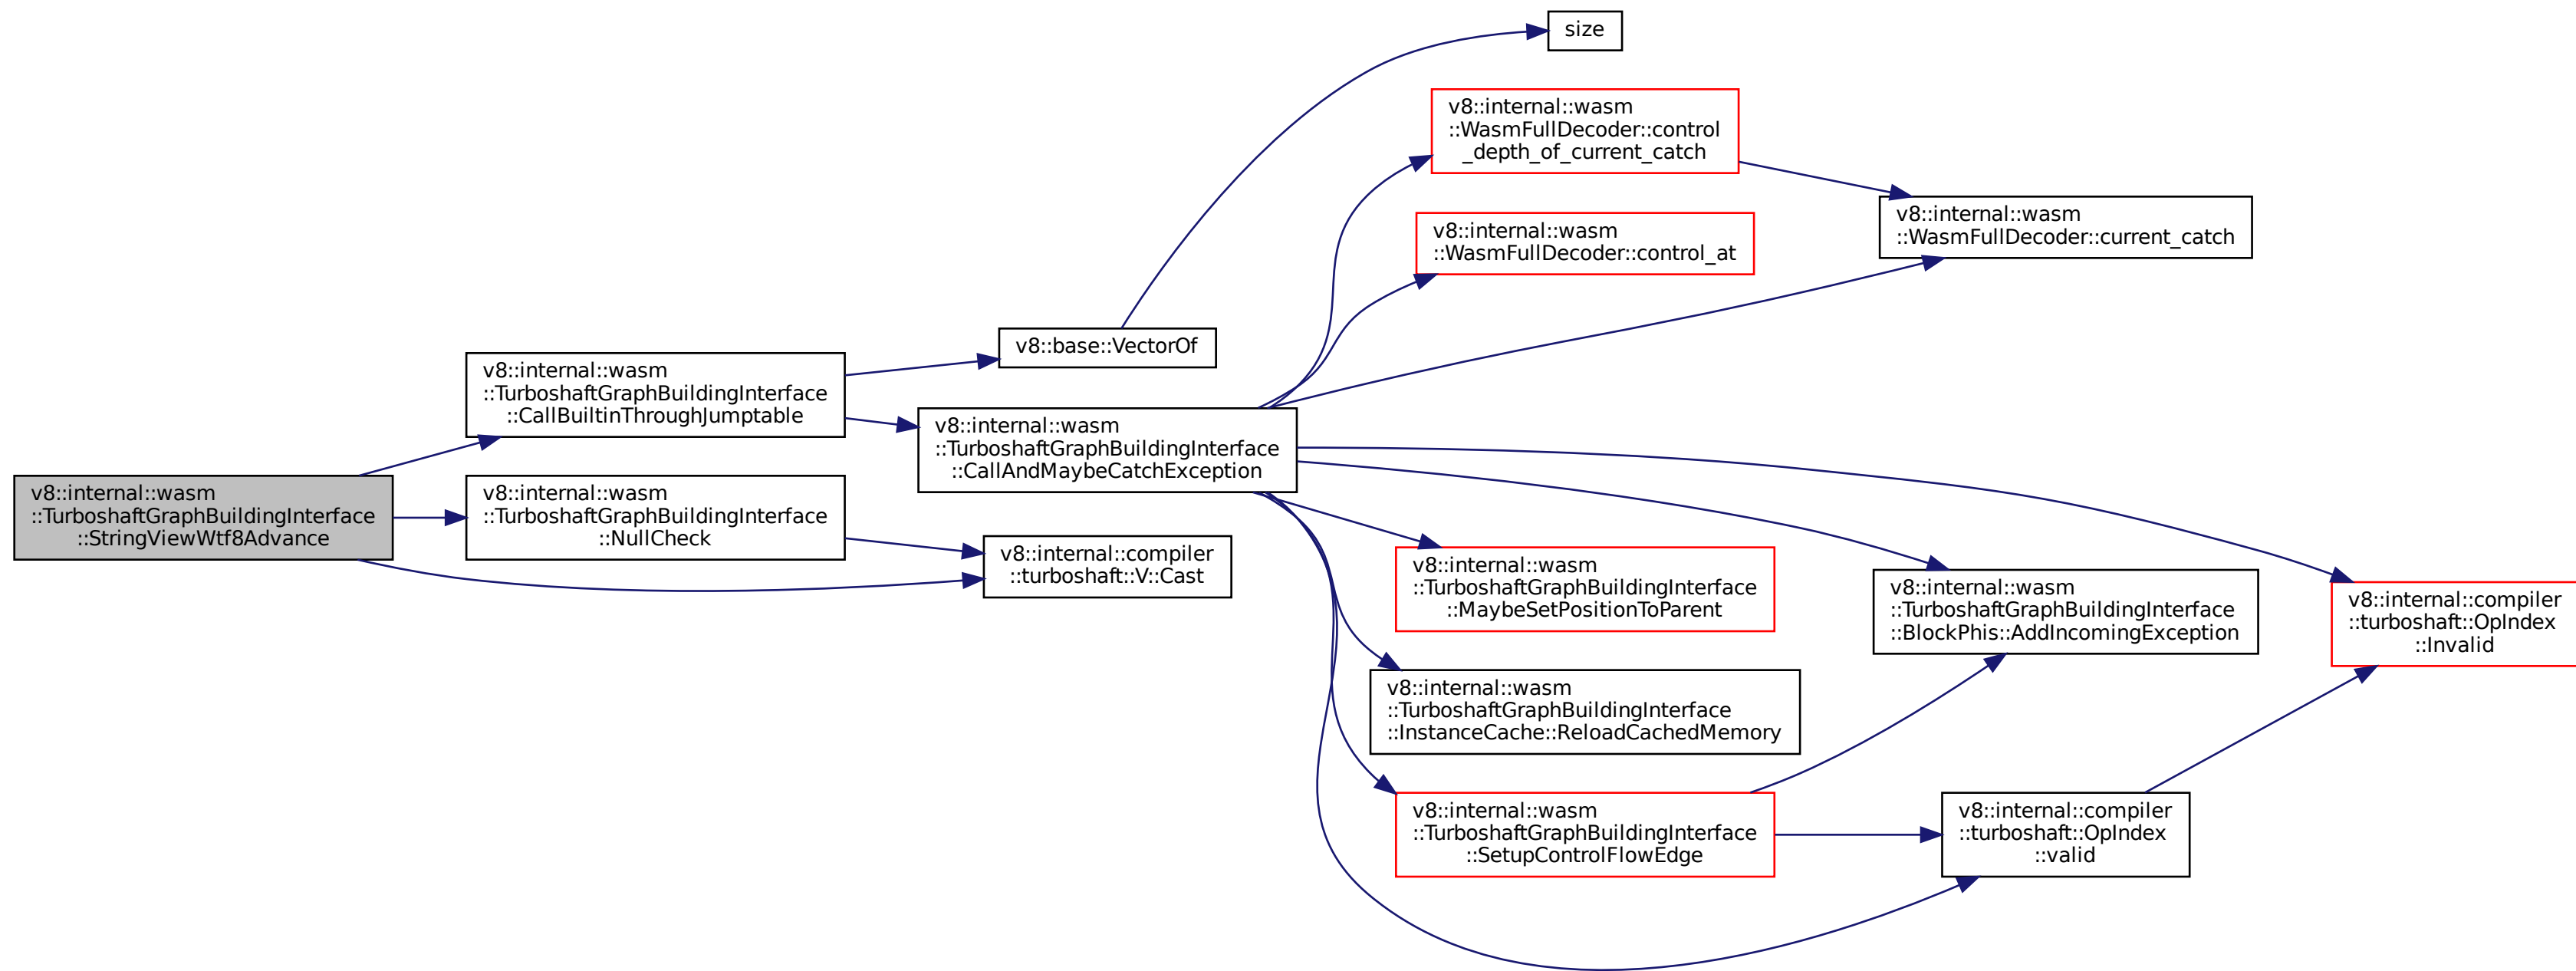 v8::internal::wasm
::TurboshaftGraphBuildingInterface
::StringViewWtf8Advance
v8::internal::wasm
::TurboshaftGraphBuildingInterface
::CallBuiltinThroughJumptable
v8::internal::wasm
::TurboshaftGraphBuildingInterface
::NullCheck
v8::base::VectorOf
v8::internal::wasm
::TurboshaftGraphBuildingInterface
::CallAndMaybeCatchException
v8::internal::compiler
::turboshaft::V::Cast
size
v8::internal::wasm
::WasmFullDecoder::control
_depth_of_current_catch
v8::internal::wasm
::WasmFullDecoder::control_at
v8::internal::wasm
::TurboshaftGraphBuildingInterface
::MaybeSetPositionToParent
v8::internal::wasm
::TurboshaftGraphBuildingInterface
::InstanceCache::ReloadCachedMemory
v8::internal::wasm
::TurboshaftGraphBuildingInterface
::SetupControlFlowEdge
v8::internal::wasm
::WasmFullDecoder::current_catch
v8::internal::wasm
::TurboshaftGraphBuildingInterface
::BlockPhis::AddIncomingException
v8::internal::compiler
::turboshaft::OpIndex
::valid
v8::internal::compiler
::turboshaft::OpIndex
::Invalid